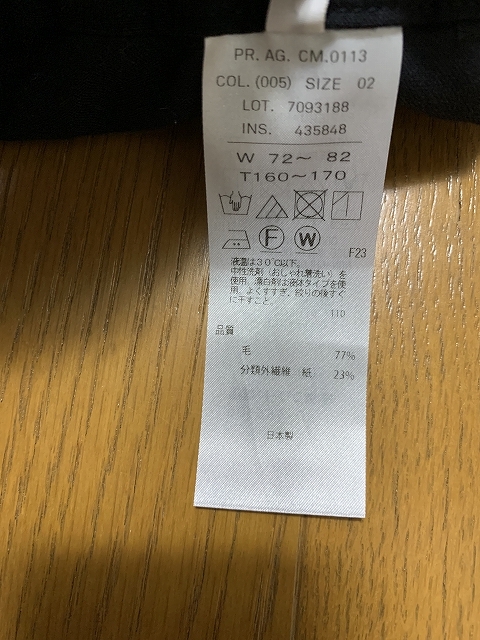 PR. AG. CM.0113
COL. (005) SIZE 02
LOT. 7093188
INS. 435848
W 72～ 82
T160～170
F
W
F23
液温は30℃以下。
中性洗剤（おしゃれ着洗い）を
使用、漂白剤は液体タイプを使
用、よくすすぎ、絞りの後すぐ
に干すこと。
110
品質
毛 77%
分類外繊維 紙 23%
日本製